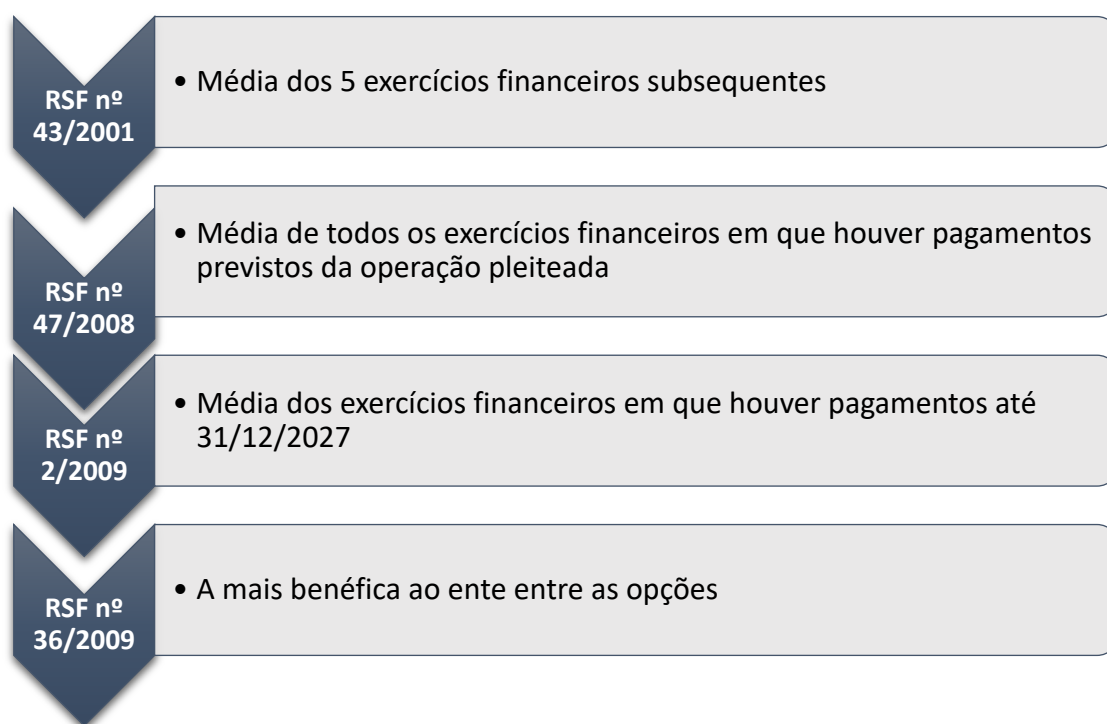 RSF nº
43/2001
• Média dos 5 exercícios financeiros subsequentes
RSF nº
47/2008
• Média de todos os exercícios financeiros em que houver pagamentos
previstos da operação pleiteada
RSF nº
2/2009
• Média dos exercícios financeiros em que houver pagamentos até
31/12/2027
RSF nº
36/2009
• A mais benéfica ao ente entre as opções